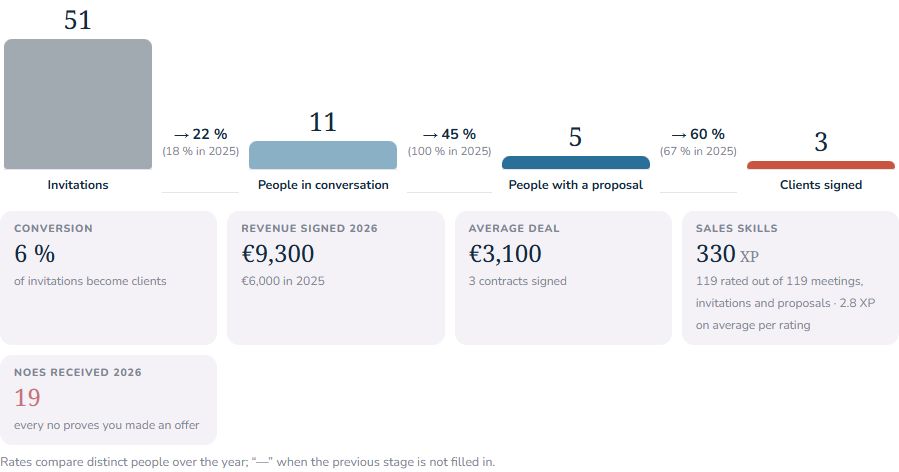 51
11
5
3
→ 22 %
(18 % in 2025)
→ 45 %
(100 % in 2025)
→ 60 %
(67 % in 2025)
Invitations
People in conversation
People with a proposal
Clients signed
CONVERSION
6 %
of invitations become clients
REVENUE SIGNED 2026
€9,300
€6,000 in 2025
AVERAGE DEAL
€3,100
3 contracts signed
SALES SKILLS
330 XP
119 rated out of 119 meetings,
invitations and proposals · 2.8 XP
on average per rating
NOES RECEIVED 2026
19
every no proves you made an offer
Rates compare distinct people over the year; “—” when the previous stage is not filled in.